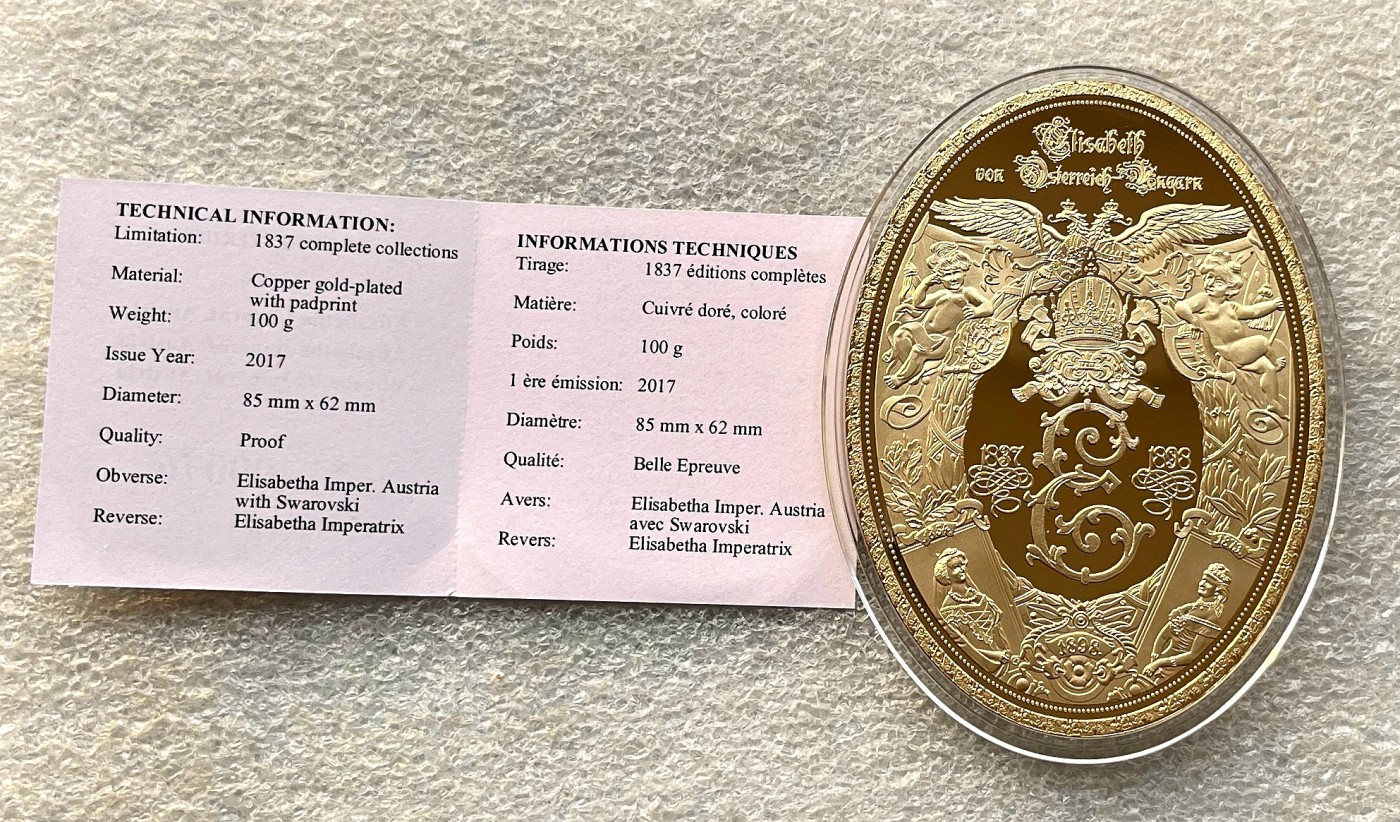 TECHNICAL INFORMATION:
Limitation: 1837 complete collections
Material: Copper gold-plated
with padprint
Weight: 100 g
Issue Year: 2017
Diameter: 85 mm x 62 mm
Quality: Proof
Obverse: Elisabetha Imper. Austria
with Swarovski
Reverse: Elisabetha Imperatrix
INFORMATIONS TECHNIQUES
Tirage: 1837 éditions complètes
Matière: Cuivré doré, coloré
Poids: 100 g
1 ère émission: 2017
Diamètre: 85 mm x 62 mm
Qualité: Belle Epreuve
Avers: Elisabetha Imper. Austria
avec Swarovski
Revers: Elisabetha Imperatrix
Elisabeth
von Österreich-Ungarn
1837 1898
E
1898